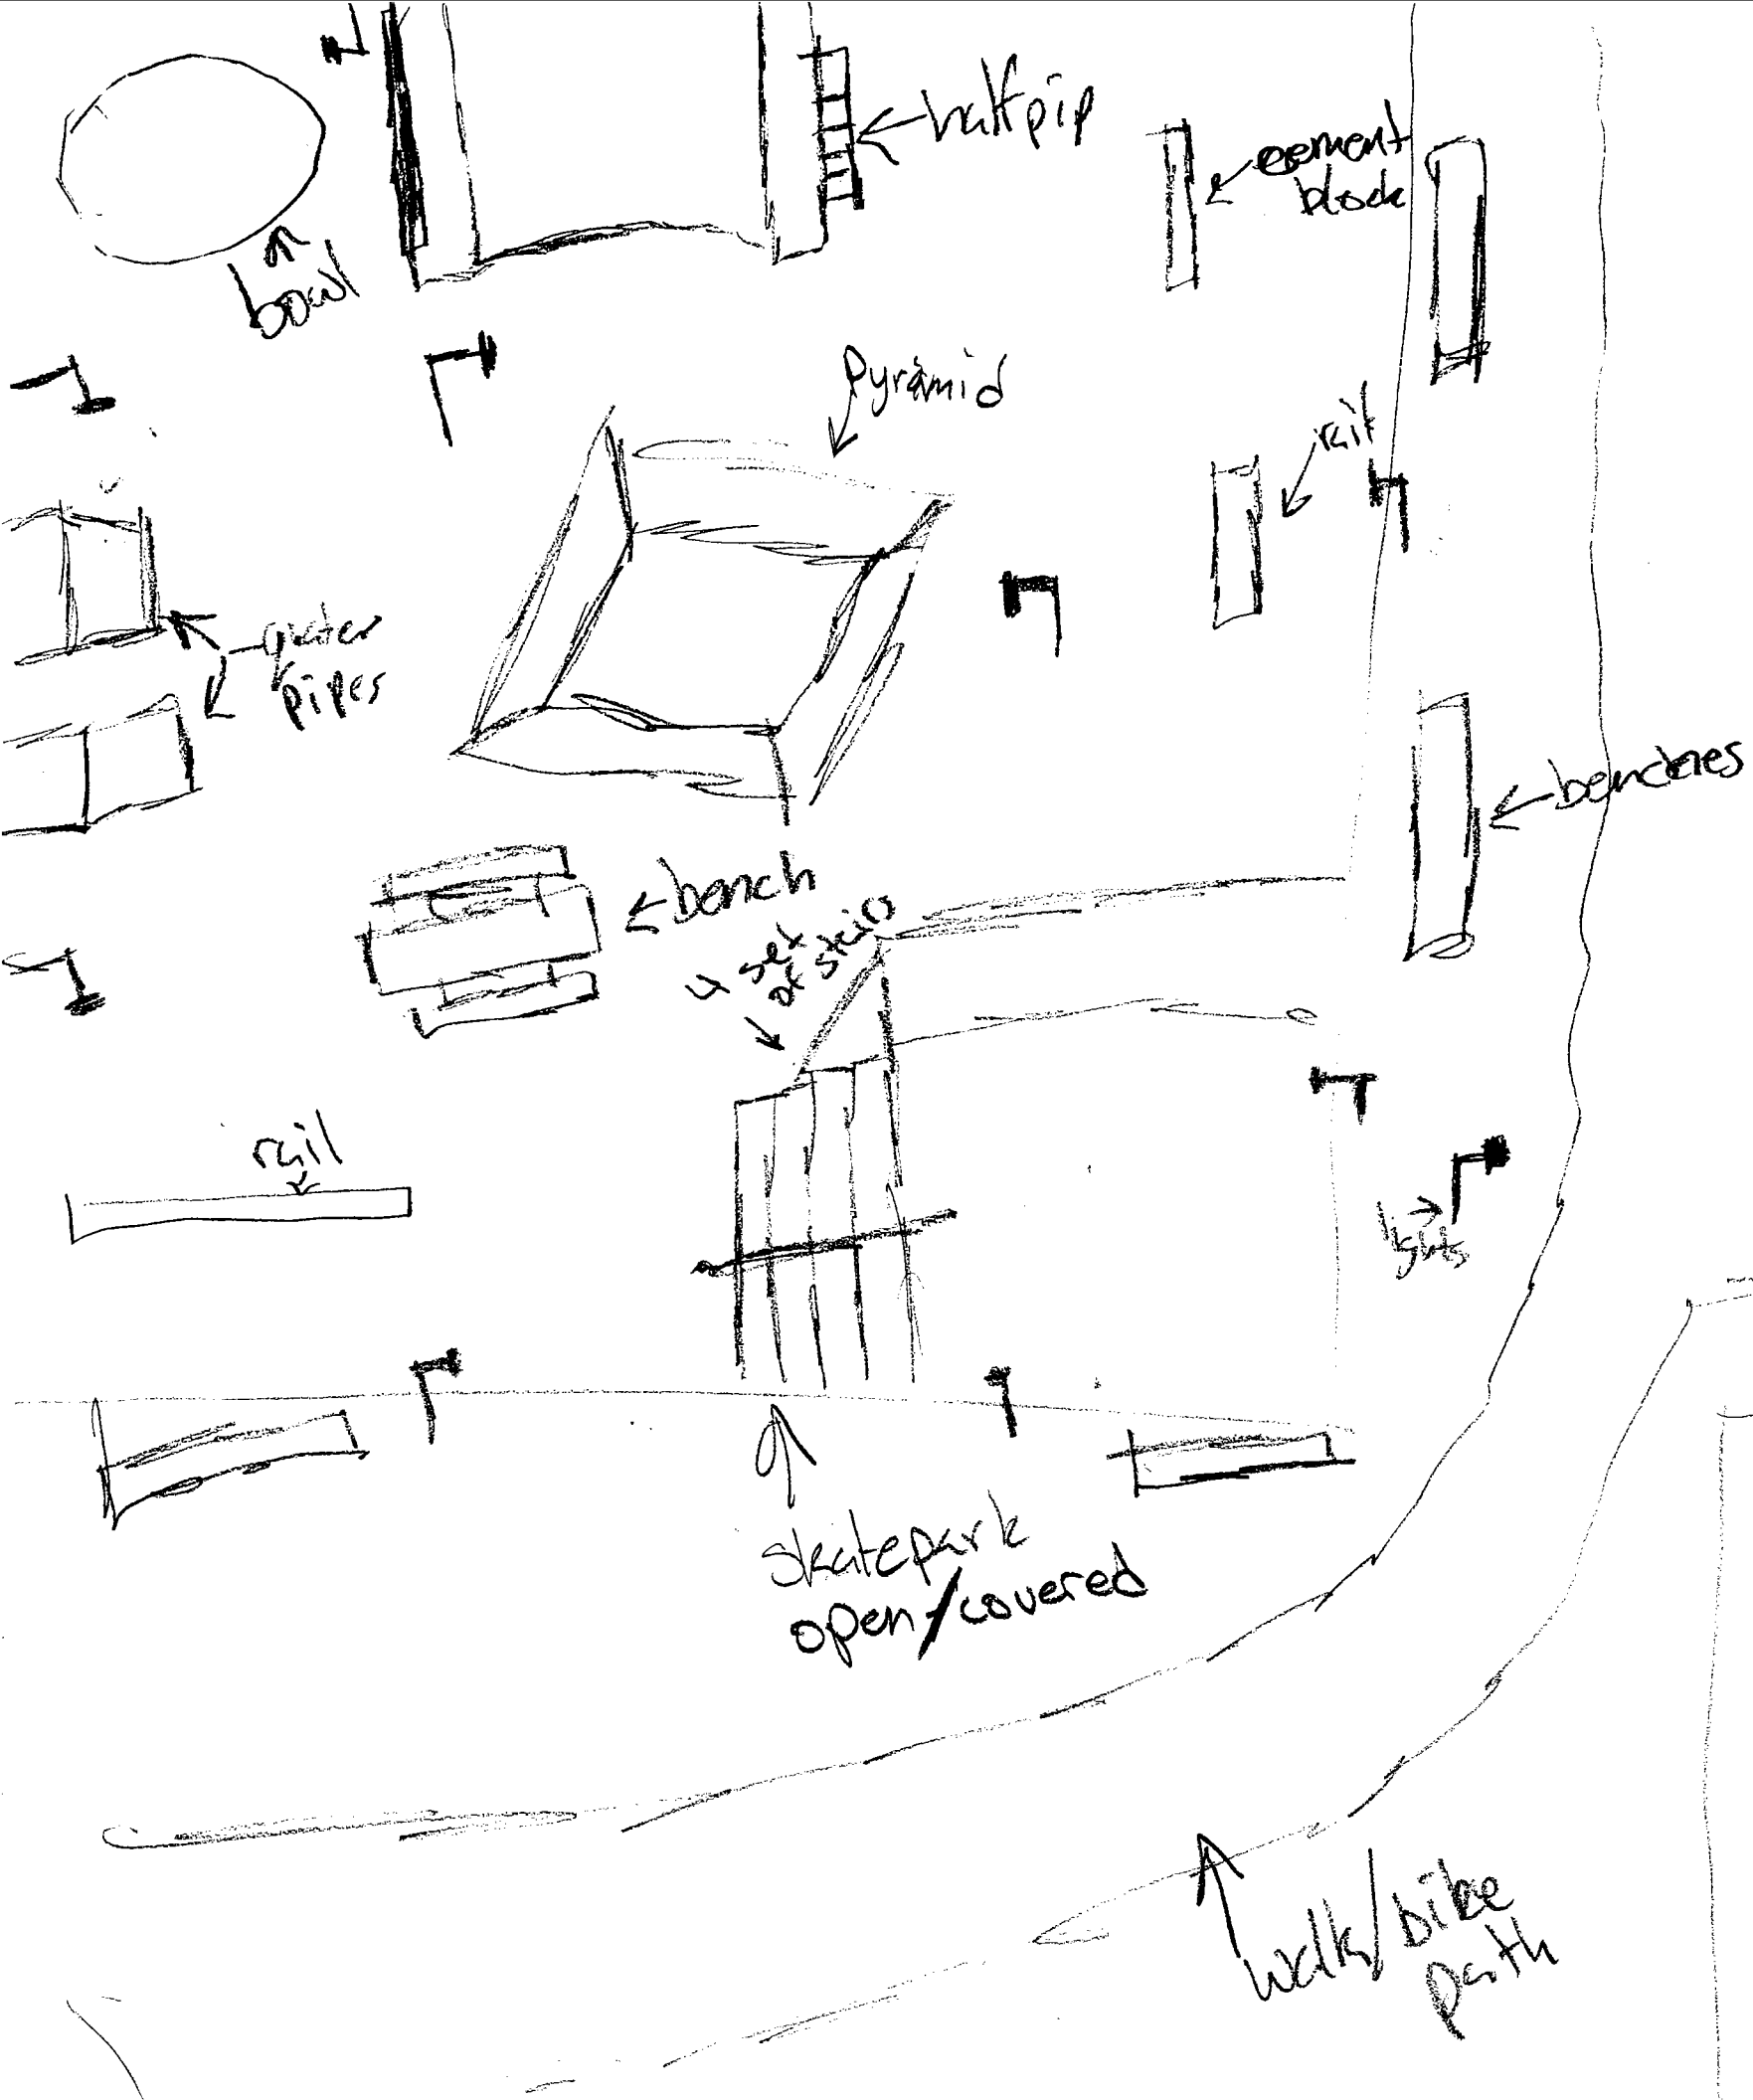 halfpip
cement
block
bowl
Pyramid
rail
quater
pipes
benches
bench
4 set
of stairs
rail
lights
skatepark
open/covered
walk/bike
path